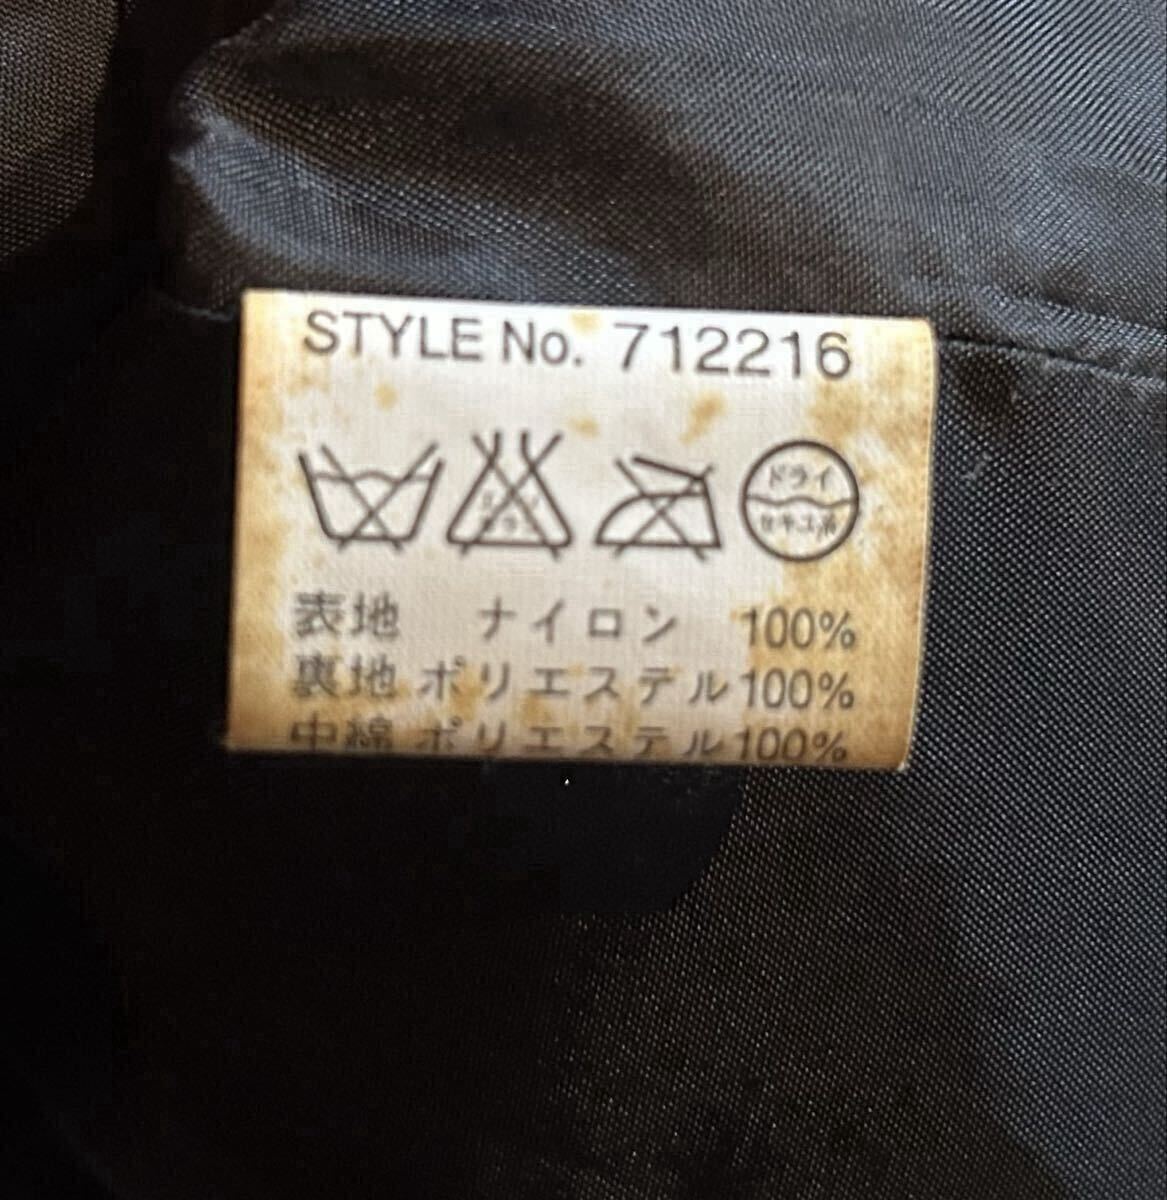 STYLE No. 712216
ドライ
セキユ系
表地 ナイロン 100%
裏地 ポリエステル 100%
中綿 ポリエステル 100%